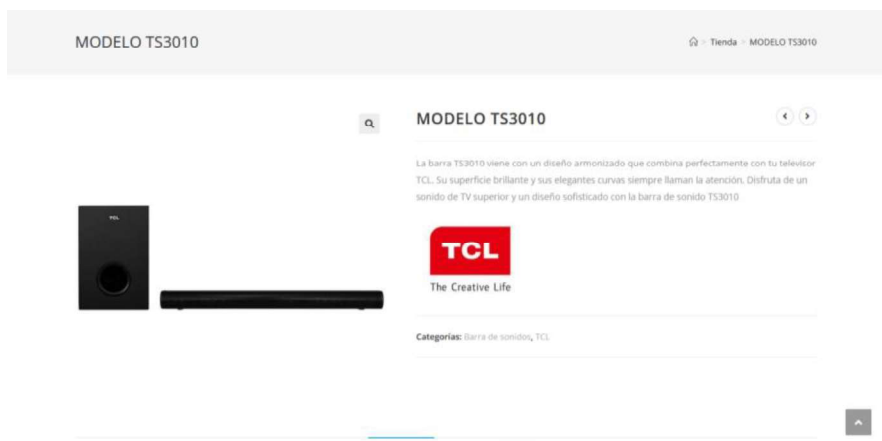 MODELO TS3010
Tienda > MODELO TS3010
MODELO TS3010
La barra TS3010 viene con un diseño armonizado que combina perfectamente con tu televisor
TCL. Su superficie brillante y sus elegantes curvas siempre llaman la atención. Disfruta de un
sonido de TV superior y un diseño sofisticado con la barra de sonido TS3010
TCL
TCL
The Creative Life
Categorías: Barra de sonidos, TCL